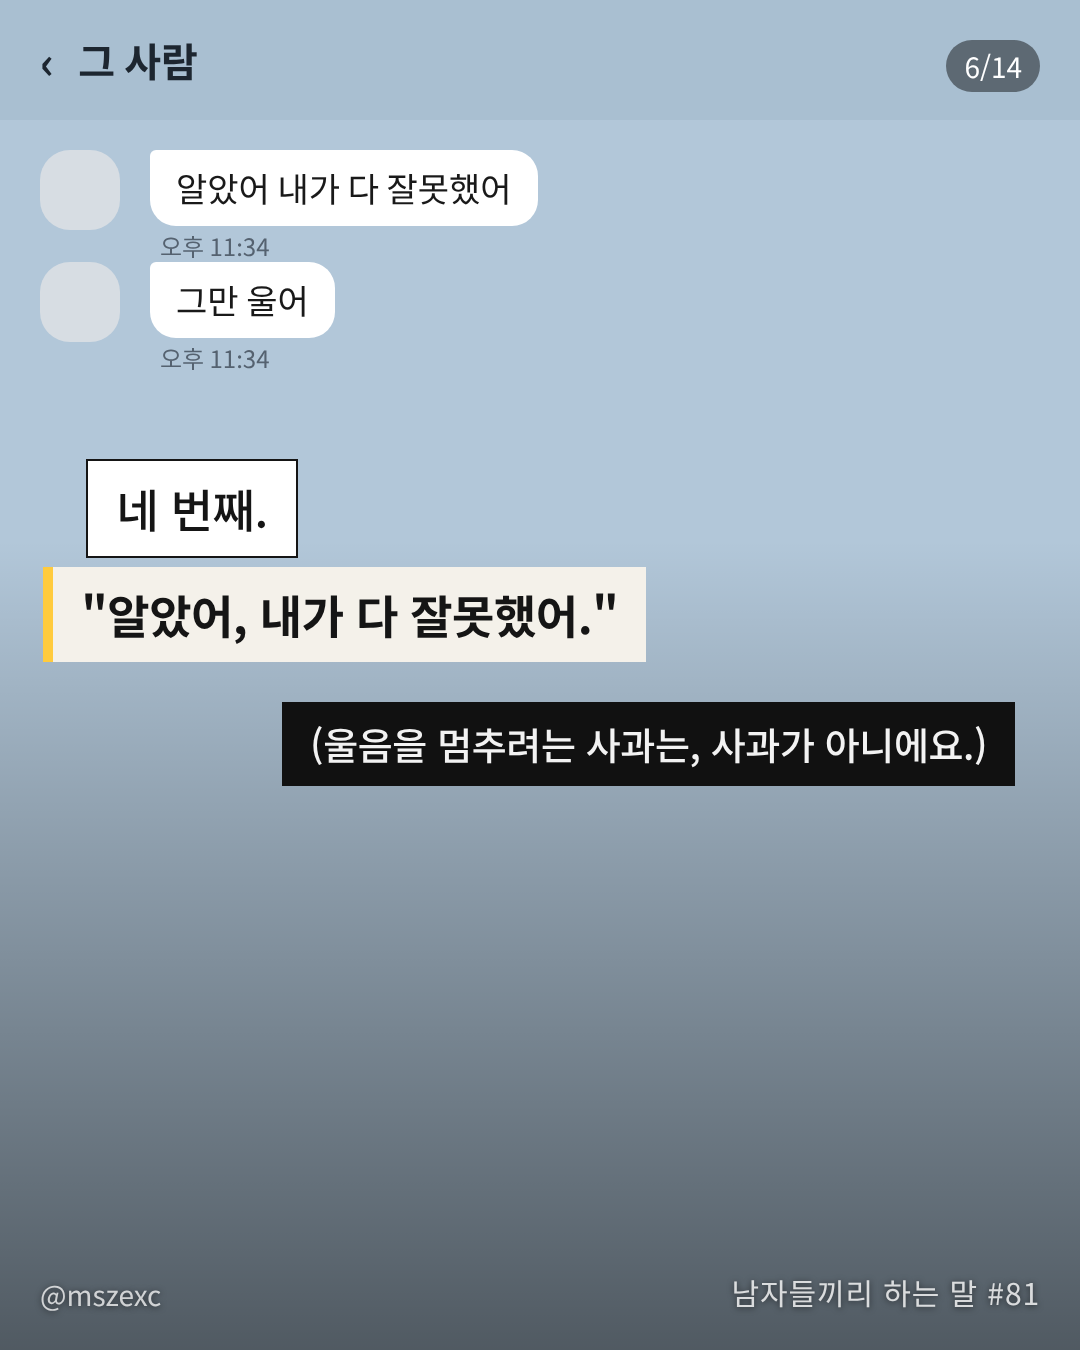 ‹ 그 사람
6/14
알았어 내가 다 잘못했어
오후 11:34
그만 울어
오후 11:34
네 번째.
"알았어, 내가 다 잘못했어."
(울음을 멈추려는 사과는, 사과가 아니에요.)
@mszexc
남자들끼리 하는 말 #81